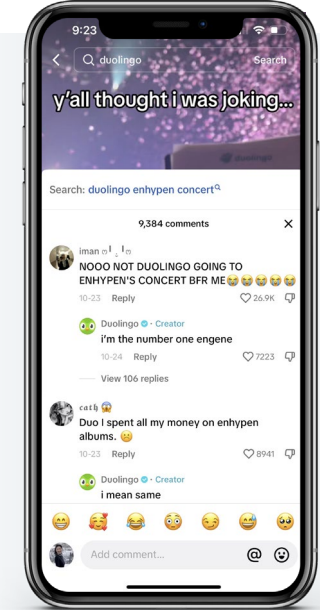 9:23
duolingo
Search
y'all thought i was joking...
duolingo
Search: duolingo enhypen concert
9,384 comments
iman
NOOO NOT DUOLINGO GOING TO
ENHYPEN'S CONCERT BFR ME😭😭😭😭😭
10-23 Reply 26.9K
Duolingo · Creator
i'm the number one engene
10-24 Reply 7223
View 106 replies
𝖈𝖆𝖙𝖍 😱
Duo I spent all my money on enhypen
albums. ☹️
10-23 Reply 8941
Duolingo · Creator
i mean same
😁🥰😂😳😏😅🥺
Add comment... @